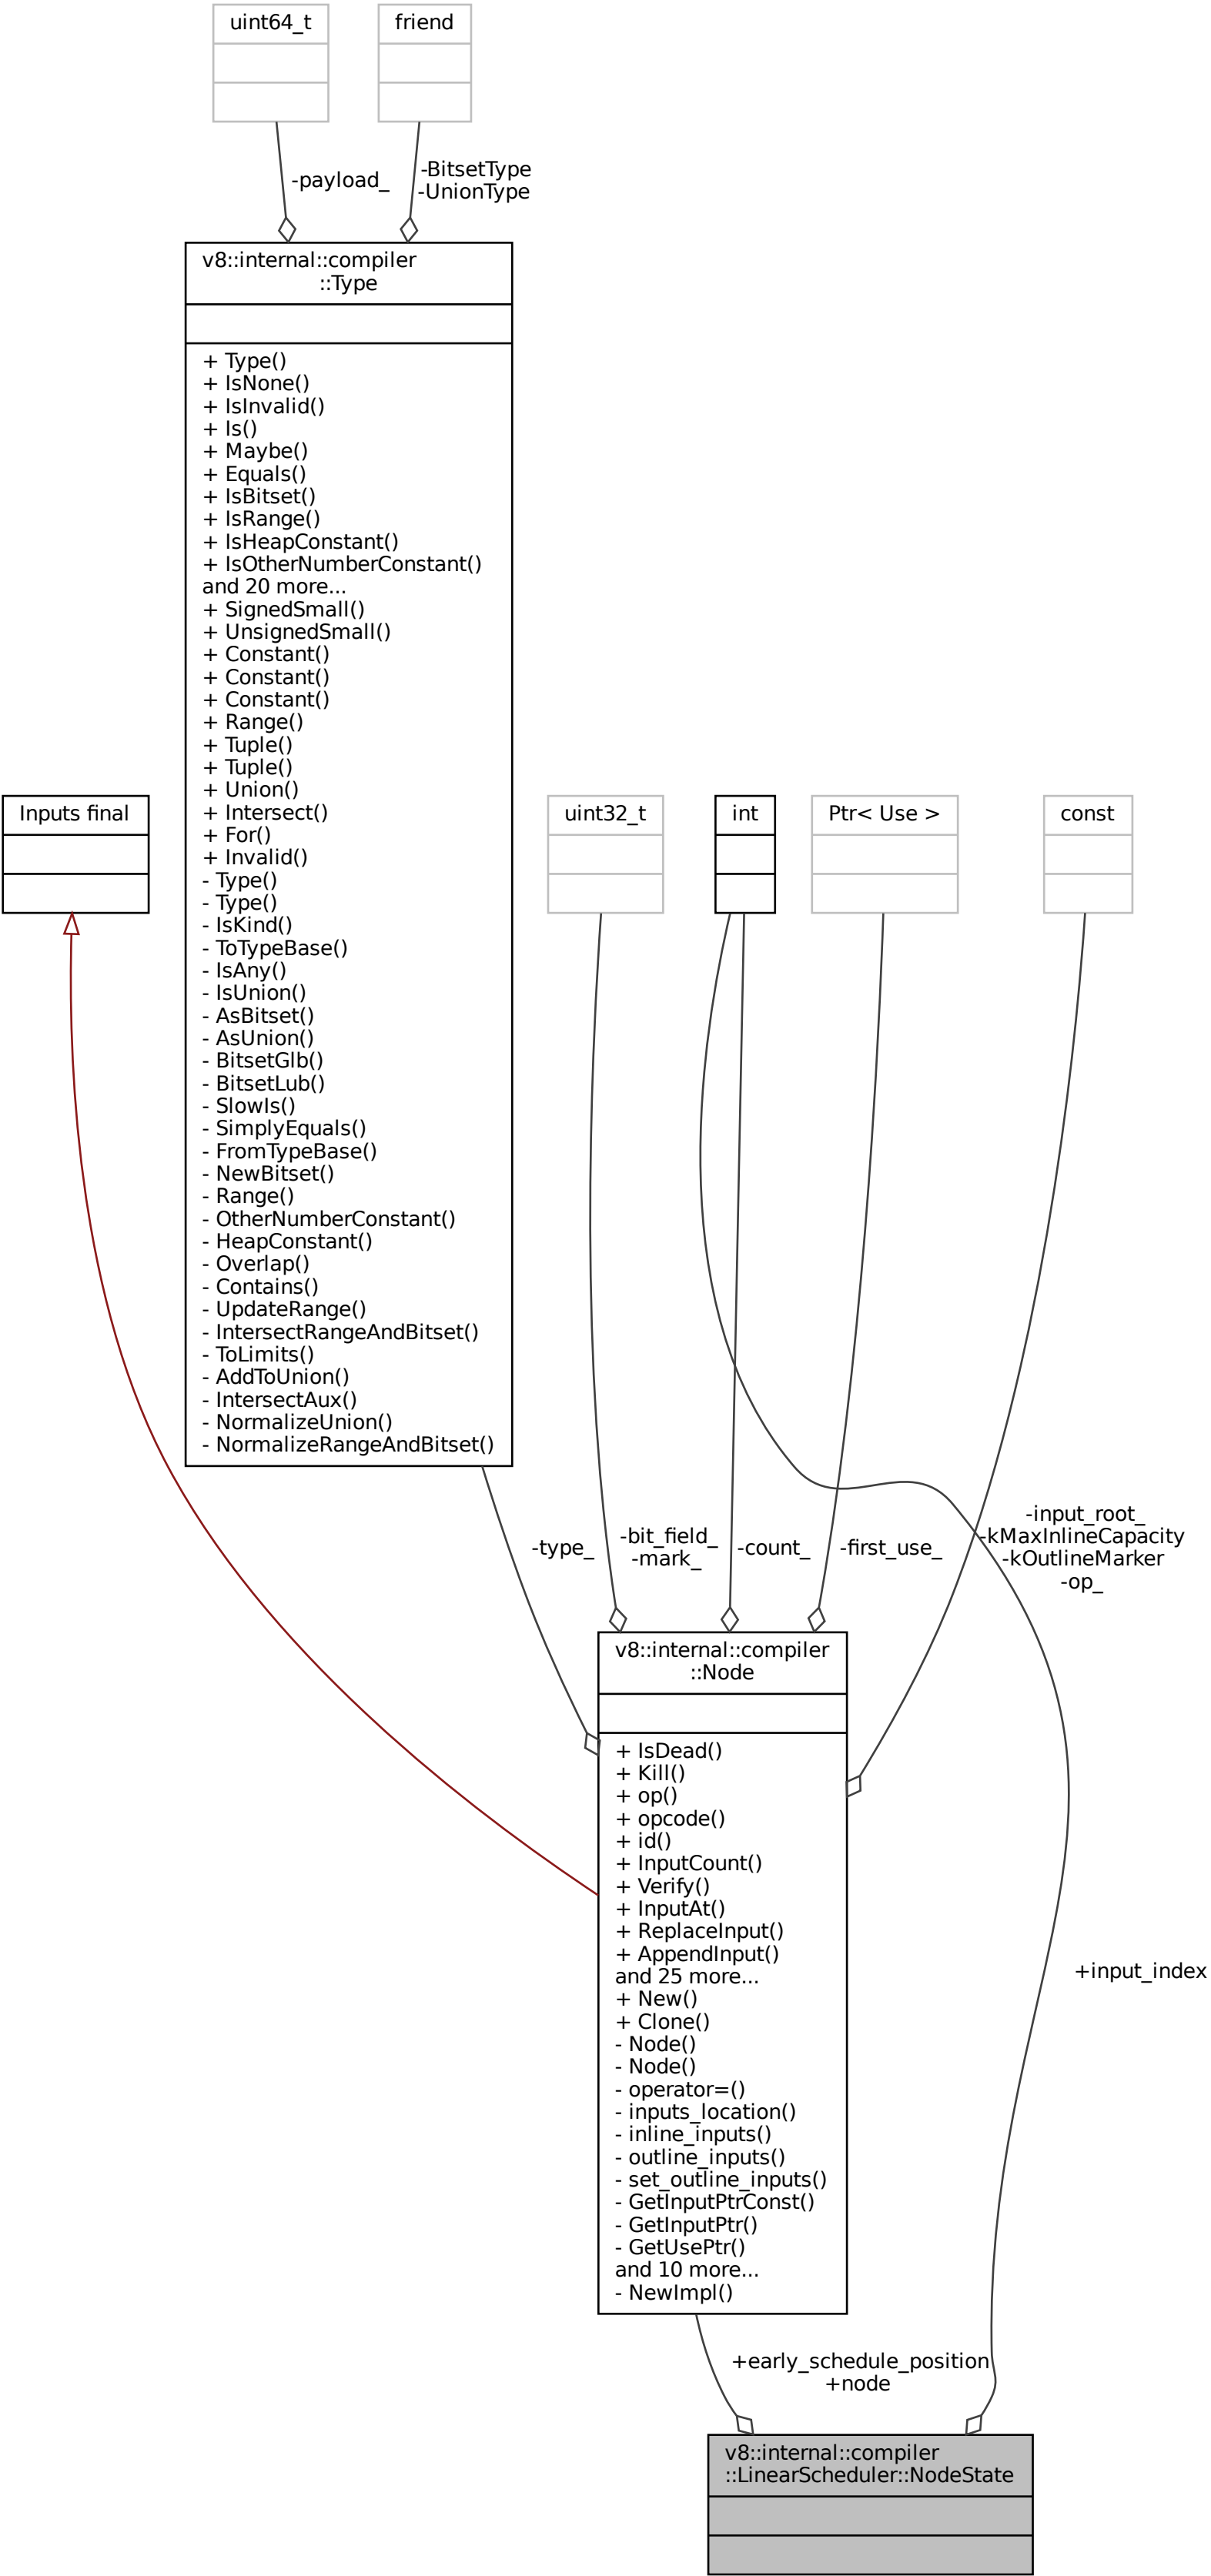 uint64_t
friend
-payload_
-BitsetType
-UnionType
v8::internal::compiler
::Type
+ Type()
+ IsNone()
+ IsInvalid()
+ Is()
+ Maybe()
+ Equals()
+ IsBitset()
+ IsRange()
+ IsHeapConstant()
+ IsOtherNumberConstant()
and 20 more...
+ SignedSmall()
+ UnsignedSmall()
+ Constant()
+ Constant()
+ Constant()
+ Range()
+ Tuple()
+ Tuple()
+ Union()
+ Intersect()
+ For()
+ Invalid()
- Type()
- Type()
- IsKind()
- ToTypeBase()
- IsAny()
- IsUnion()
- AsBitset()
- AsUnion()
- BitsetGlb()
- BitsetLub()
- SlowIs()
- SimplyEquals()
- FromTypeBase()
- NewBitset()
- Range()
- OtherNumberConstant()
- HeapConstant()
- Overlap()
- Contains()
- UpdateRange()
- IntersectRangeAndBitset()
- ToLimits()
- AddToUnion()
- IntersectAux()
- NormalizeUnion()
- NormalizeRangeAndBitset()
Inputs final
uint32_t
int
Ptr< Use >
const
-type_
-bit_field_
-mark_
-count_
-first_use_
-input_root_
-kMaxInlineCapacity
-kOutlineMarker
-op_
v8::internal::compiler
::Node
+ IsDead()
+ Kill()
+ op()
+ opcode()
+ id()
+ InputCount()
+ Verify()
+ InputAt()
+ ReplaceInput()
+ AppendInput()
and 25 more...
+ New()
+ Clone()
- Node()
- Node()
- operator=()
- inputs_location()
- inline_inputs()
- outline_inputs()
- set_outline_inputs()
- GetInputPtrConst()
- GetInputPtr()
- GetUsePtr()
and 10 more...
- NewImpl()
+input_index
+early_schedule_position
+node
v8::internal::compiler
::LinearScheduler::NodeState